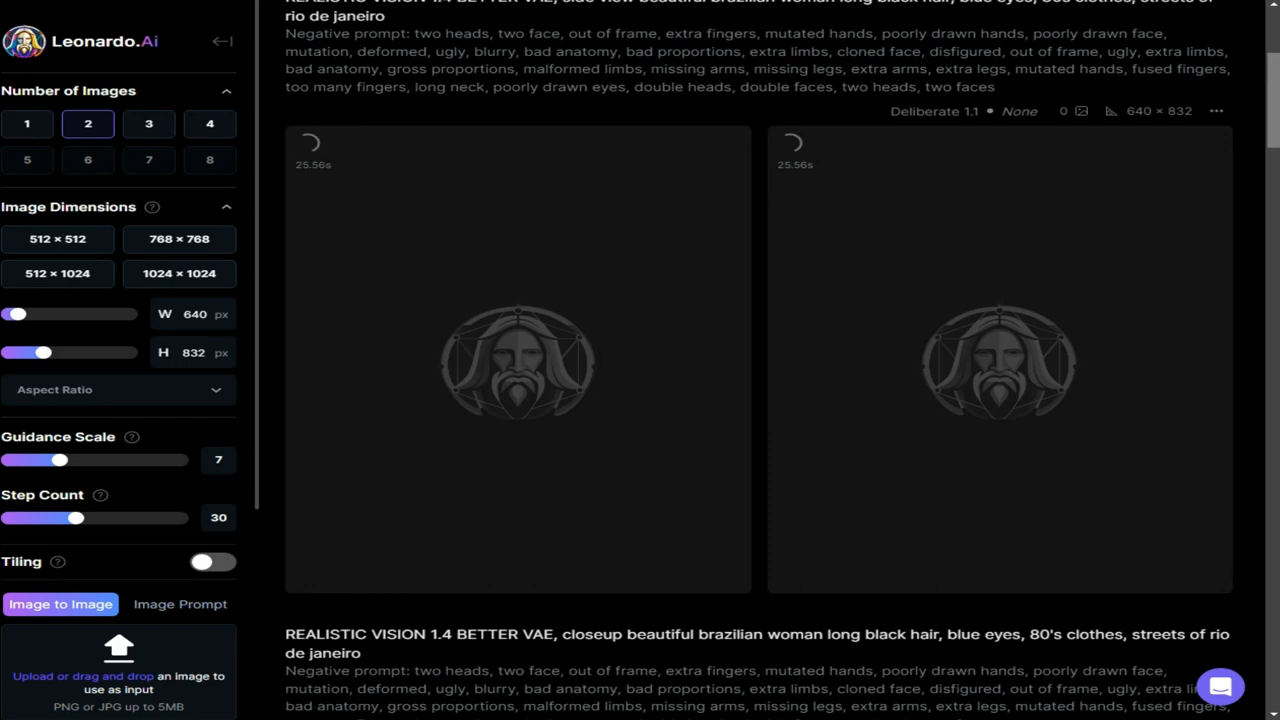 Leonardo.Ai
Number of Images
1 2 3 4
5 6 7 8
Image Dimensions ?
512 × 512 768 × 768
512 × 1024 1024 × 1024
W 640 px
H 832 px
Aspect Ratio
Guidance Scale ?
7
Step Count ?
30
Tiling ?
Image to Image Image Prompt
Upload or drag and drop an image to
use as input
PNG or JPG up to 5MB
rio de janeiro
Negative prompt: two heads, two face, out of frame, extra fingers, mutated hands, poorly drawn hands, poorly drawn face,
mutation, deformed, ugly, blurry, bad anatomy, bad proportions, extra limbs, cloned face, disfigured, out of frame, ugly, extra limbs,
bad anatomy, gross proportions, malformed limbs, missing arms, missing legs, extra arms, extra legs, mutated hands, fused fingers,
too many fingers, long neck, poorly drawn eyes, double heads, double faces, two heads, two faces
Deliberate 1.1 • None 0 640 × 832 •••
25.56s 25.56s
REALISTIC VISION 1.4 BETTER VAE, closeup beautiful brazilian woman long black hair, blue eyes, 80's clothes, streets of rio
de janeiro
Negative prompt: two heads, two face, out of frame, extra fingers, mutated hands, poorly drawn hands, poorly drawn face,
mutation, deformed, ugly, blurry, bad anatomy, bad proportions, extra limbs, cloned face, disfigured, out of frame, ugly, extra
bad anatomy, gross proportions, malformed limbs, missing arms, missing legs, extra arms, extra legs, mutated hands, fused fingers,